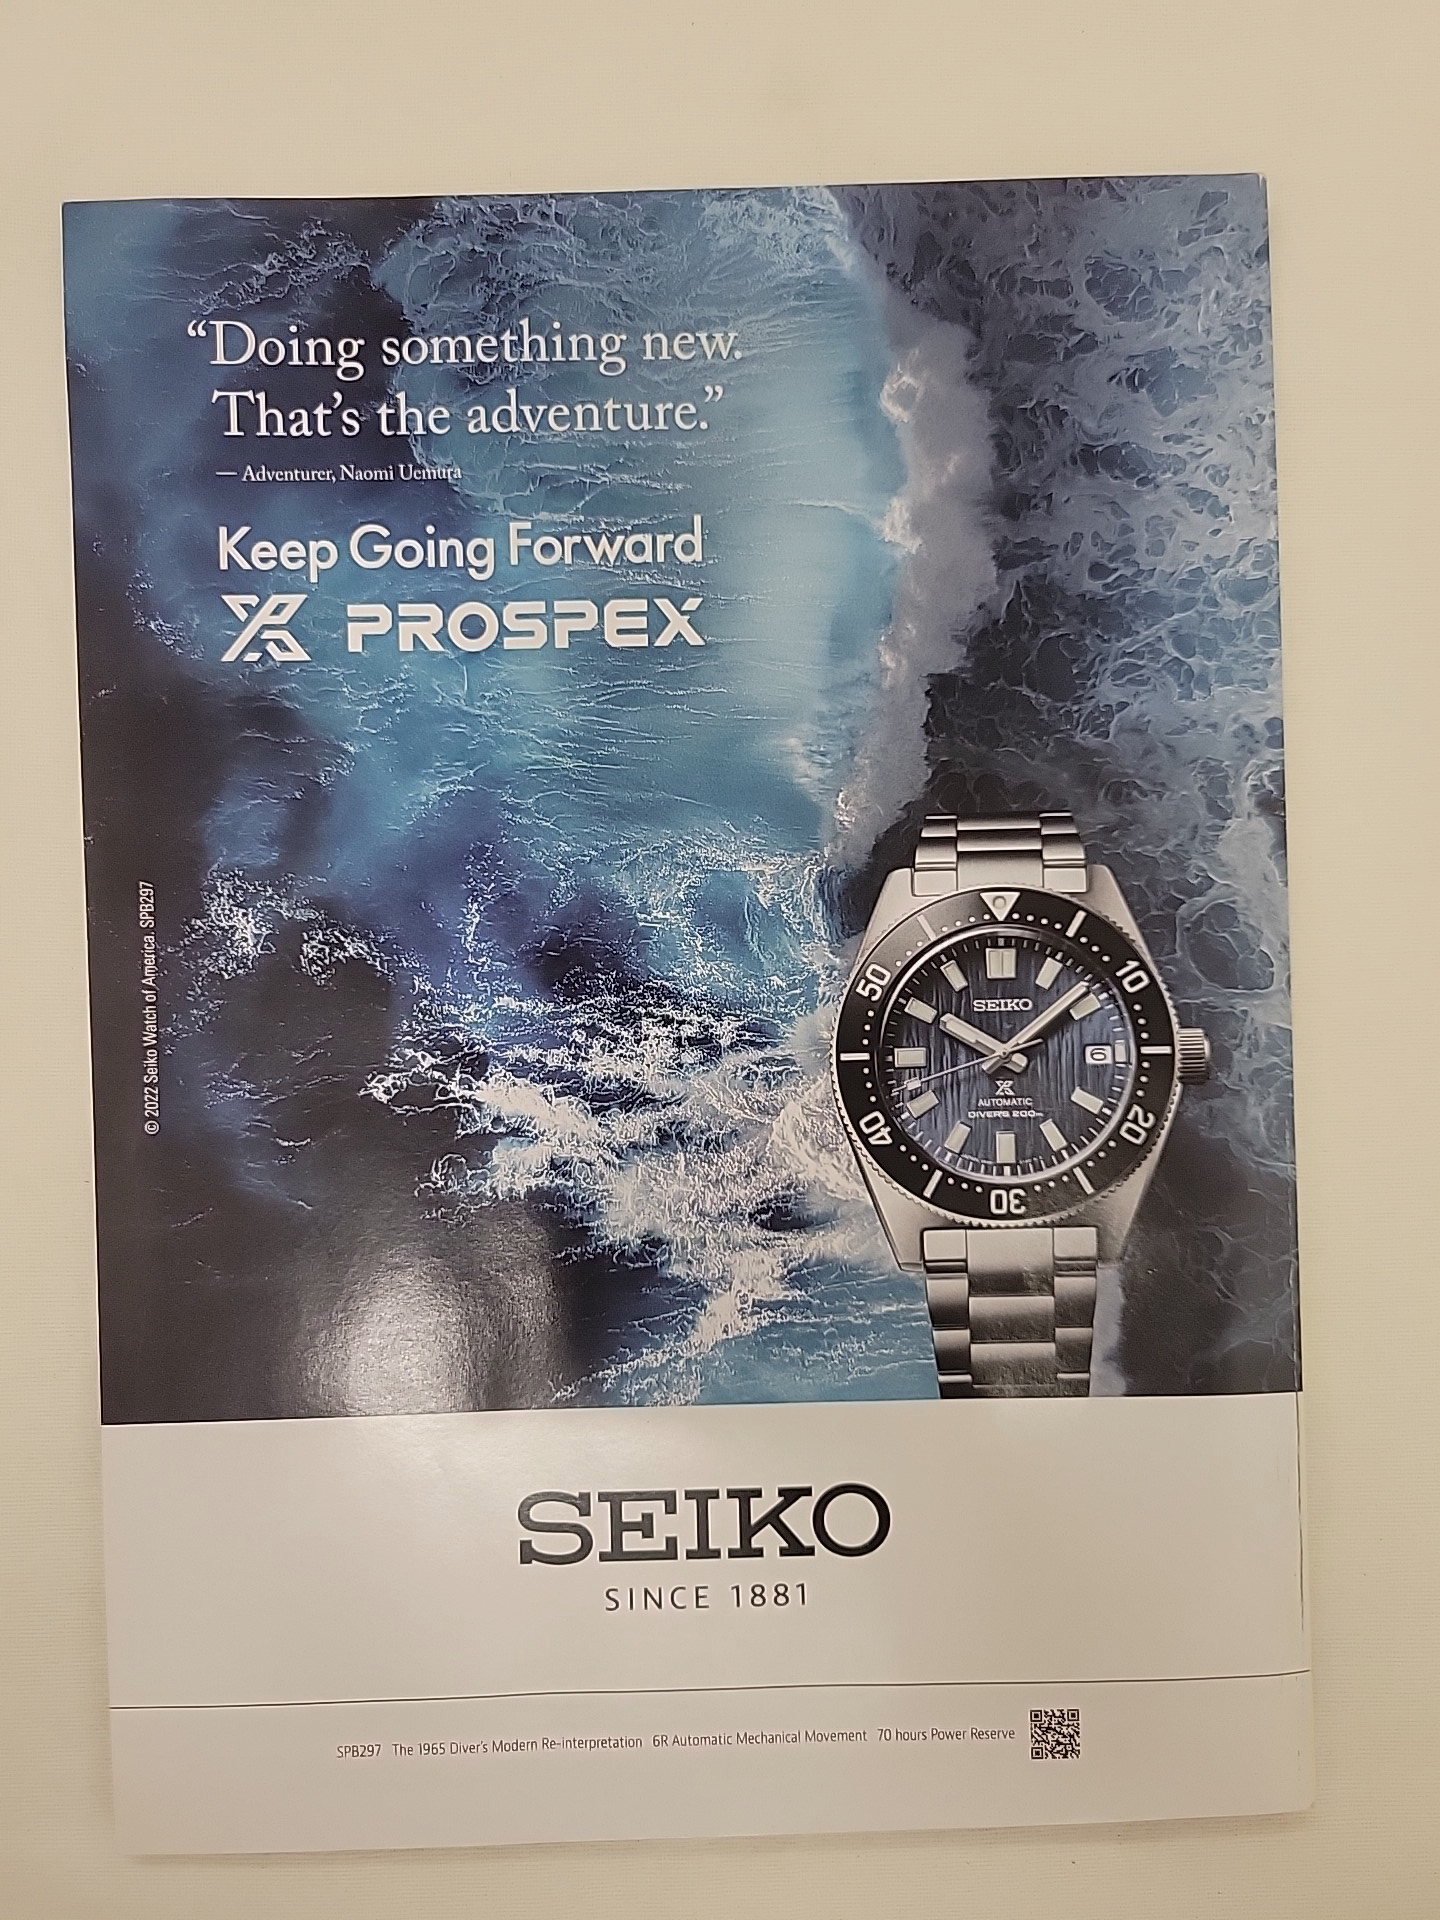 “Doing something new.
That’s the adventure.”
— Adventurer, Naomi Uemura
Keep Going Forward
PROSPEX
© 2022 Seiko Watch of America. SPB297
10
20
30
40
50
SEIKO
6
AUTOMATIC
DIVER'S 200m
SEIKO
SINCE 1881
SPB297 The 1965 Diver's Modern Re-interpretation 6R Automatic Mechanical Movement 70 hours Power Reserve